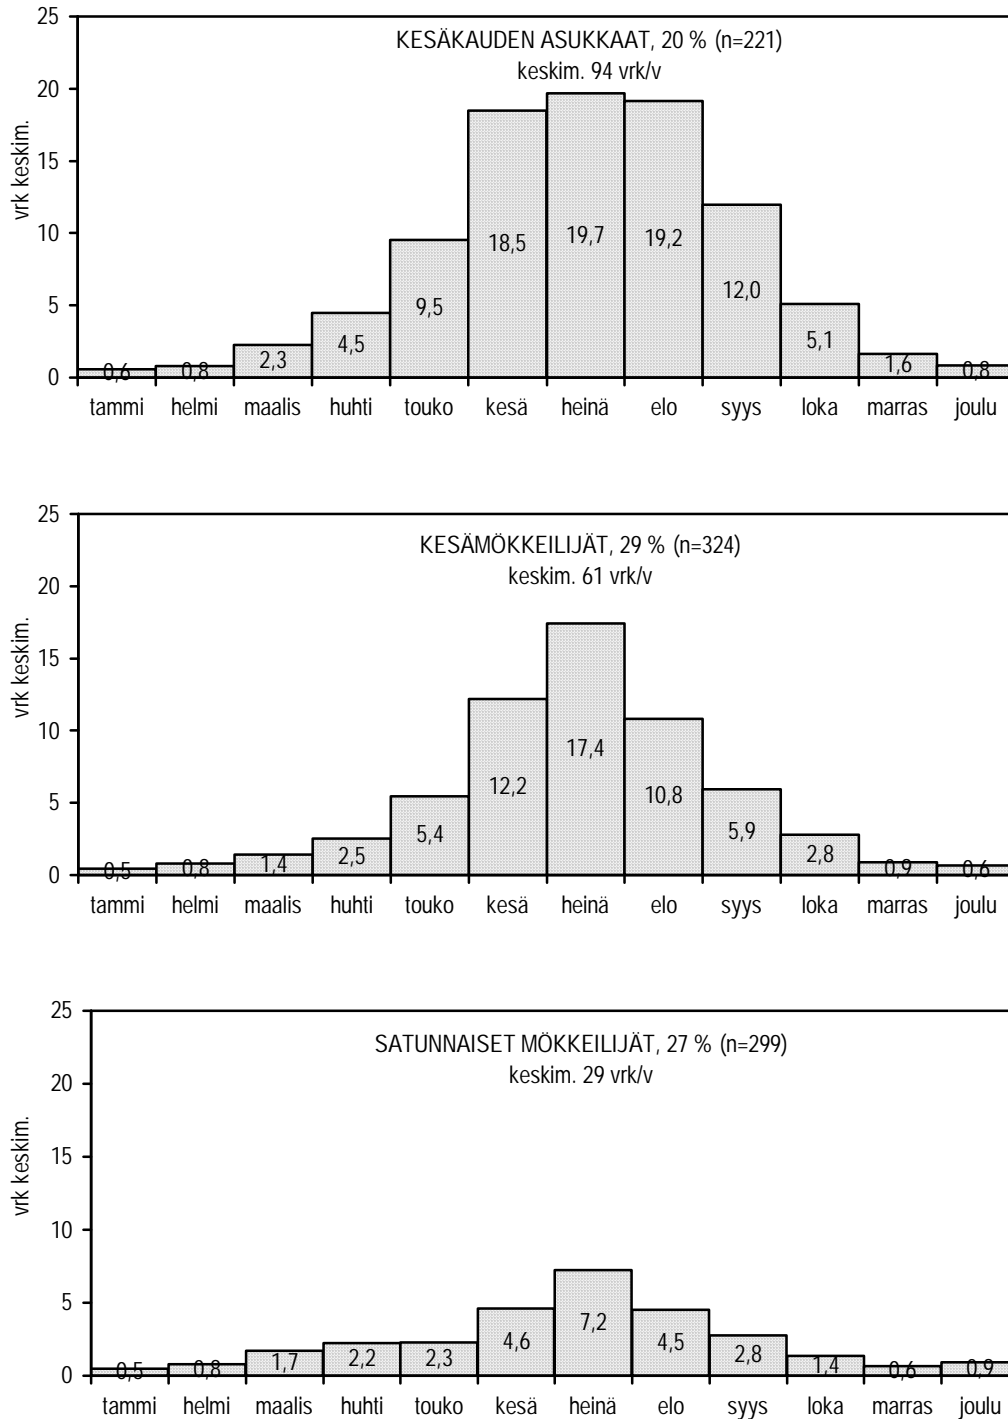 25
KESÄKAUDEN ASUKKAAT, 20 % (n=221)
keskim. 94 vrk/v
20
15
10
5
0
vrk keskim.
0,6 0,8 2,3 4,5 9,5 18,5 19,7 19,2 12,0 5,1 1,6 0,8
tammi helmi maalis huhti touko kesä heinä elo syys loka marras joulu
25
KESÄMÖKKEILIJÄT, 29 % (n=324)
keskim. 61 vrk/v
20
15
10
5
0
vrk keskim.
0,5 0,8 1,4 2,5 5,4 12,2 17,4 10,8 5,9 2,8 0,9 0,6
tammi helmi maalis huhti touko kesä heinä elo syys loka marras joulu
25
SATUNNAISET MÖKKEILIJÄT, 27 % (n=299)
keskim. 29 vrk/v
20
15
10
5
0
vrk keskim.
0,5 0,8 1,7 2,2 2,3 4,6 7,2 4,5 2,8 1,4 0,6 0,9
tammi helmi maalis huhti touko kesä heinä elo syys loka marras joulu